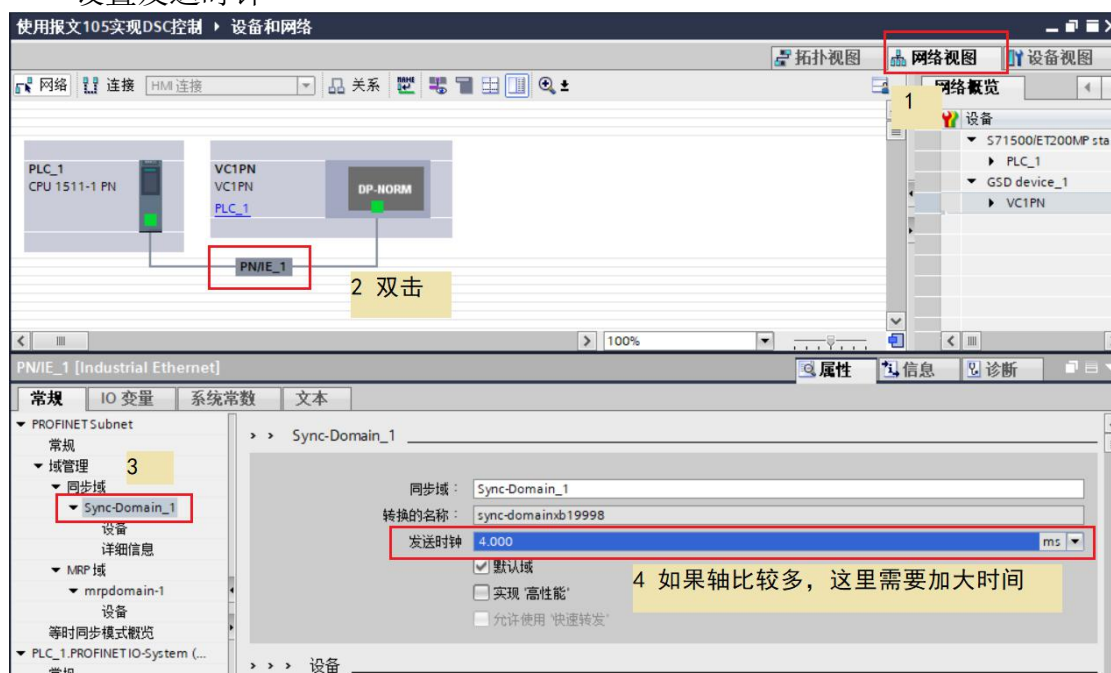 使用报文105实现DSC控制 ▸ 设备和网络
拓扑视图 网络视图 设备视图
网络 连接 HMI连接 关系
网络概览
1
设备
S71500/ET200MP sta
PLC_1
GSD device_1
VC1PN
PLC_1
CPU 1511-1 PN
VC1PN
VC1PN
PLC_1
DP-NORM
PN/IE_1
2 双击
100%
PN/IE_1 [Industrial Ethernet]
属性 信息 诊断
常规 IO 变量 系统常数 文本
PROFINET Subnet
常规
域管理
3
同步域
Sync-Domain_1
设备
详细信息
MRP 域
mrpdomain-1
设备
等时同步模式概览
PLC_1.PROFINET IO-System (...
> > Sync-Domain_1
同步域: Sync-Domain_1
转换的名称: sync-domainxb19998
发送时钟 4.000 ms
默认域
实现 '高性能'
允许使用 '快速转发'
4 如果轴比较多，这里需要加大时间
> > > 设备